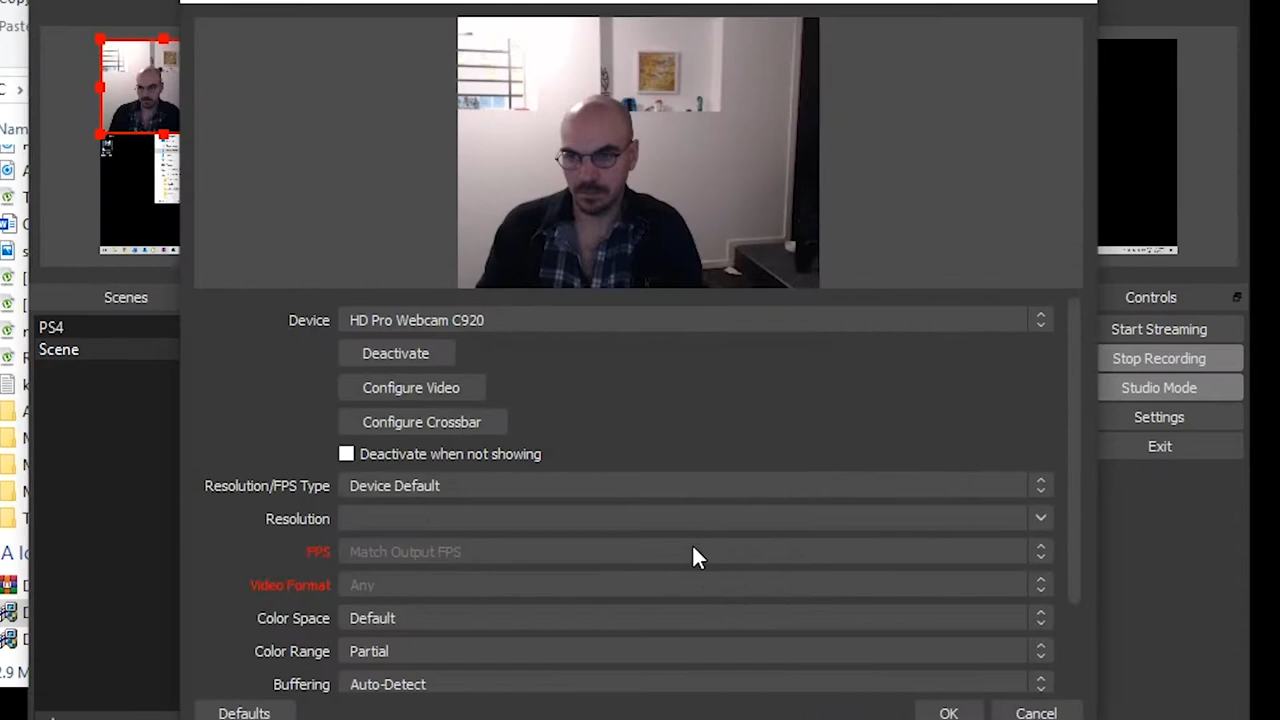 Paste
C
Nam
Scenes
PS4
Scene
Device
HD Pro Webcam C920
Deactivate
Configure Video
Configure Crossbar
Deactivate when not showing
Resolution/FPS Type
Device Default
Resolution
FPS
Match Output FPS
Video Format
Any
Color Space
Default
Color Range
Partial
Buffering
Auto-Detect
Defaults
OK
Cancel
Controls
Start Streaming
Stop Recording
Studio Mode
Settings
Exit